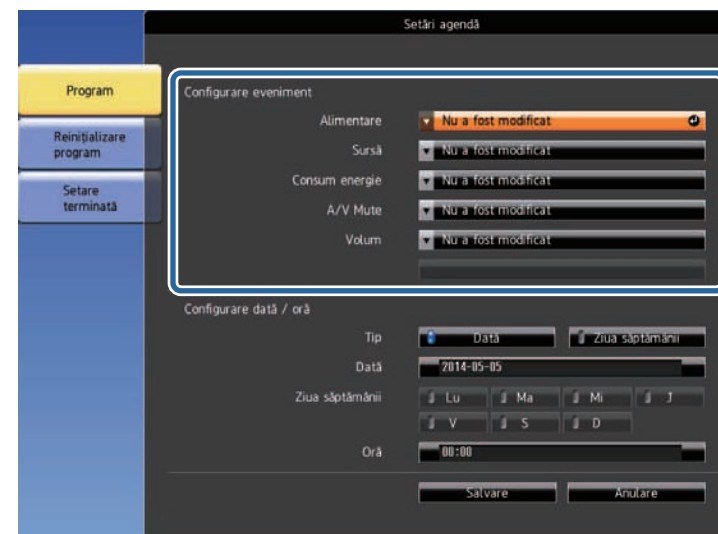 Setări agendă
Program
Reinițializare
program
Setare
terminată
Configurare eveniment
Alimentare Nu a fost modificat
Sursă Nu a fost modificat
Consum energie Nu a fost modificat
A/V Mute Nu a fost modificat
Volum Nu a fost modificat
Configurare dată / oră
Tip Dată Ziua săptămânii
Dată 2014-05-05
Ziua săptămânii Lu Ma Mi J
V S D
Oră 00:00
Salvare Anulare